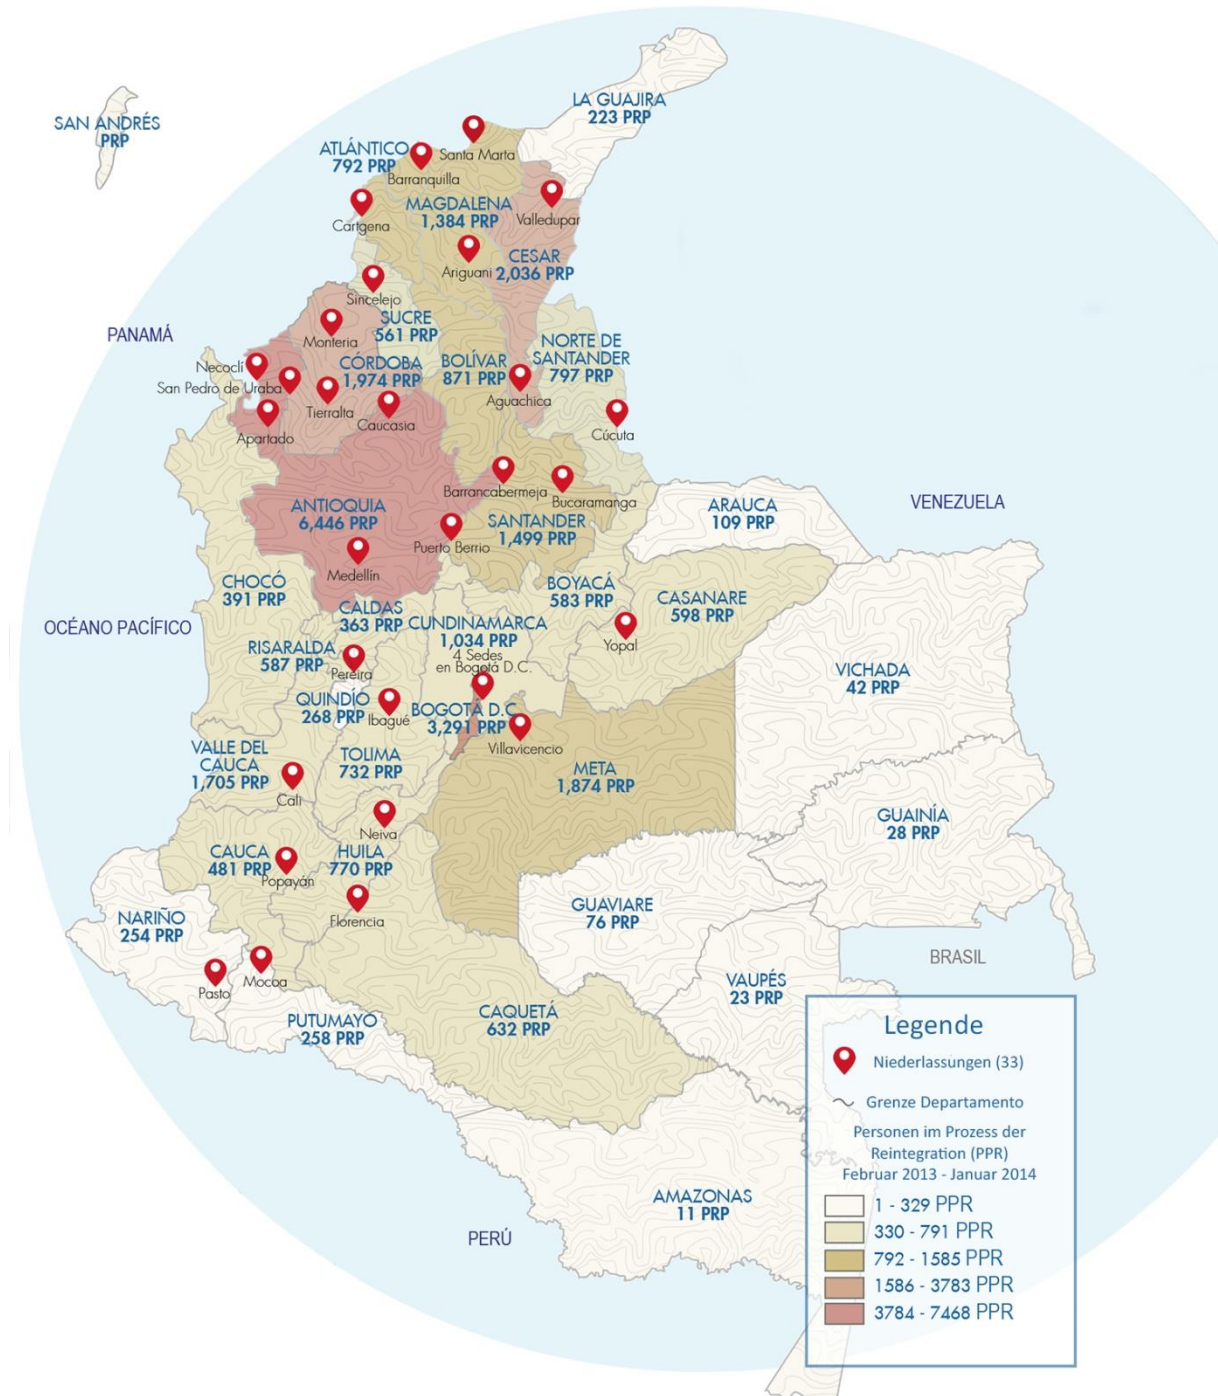 LA GUAJIRA
223 PRP
SAN ANDRÉS
PRP
ATLÁNTICO
792 PRP
Santa Marta
Barranquilla
MAGDALENA
1,384 PRP
Valledupar
Cartgena
CESAR
2,036 PRP
Ariguani
Sincelejo
SUCRE
561 PRP
PANAMÁ
Monteria
NORTE DE
SANTANDER
797 PRP
BOLÍVAR
871 PRP
CÓRDOBA
1,974 PRP
Necoclí
San Pedro de Uraba
Tierralta
Aguachica
Caucasia
Apartado
Cúcuta
Barrancabermeja
Bucaramanga
ANTIOQUIA
6,446 PRP
ARAUCA
109 PRP
VENEZUELA
SANTANDER
1,499 PRP
Puerto Berrio
Medellín
CHOCÓ
391 PRP
BOYACÁ
583 PRP
CASANARE
598 PRP
CALDAS
363 PRP
CUNDINAMARCA
1,034 PRP
4 Sedes
en Bogotá D.C.
OCÉANO PACÍFICO
Yopal
RISARALDA
587 PRP
Pereira
VICHADA
42 PRP
QUINDÍO
268 PRP
Ibagué
BOGOTÁ D.C
3,291 PRP
Villavicencio
VALLE DEL
CAUCA
1,705 PRP
TOLIMA
732 PRP
META
1,874 PRP
Cali
GUAINÍA
28 PRP
Neiva
CAUCA
481 PRP
HUILA
770 PRP
Popayán
GUAVIARE
76 PRP
NARIÑO
254 PRP
Florencia
BRASIL
Pasto
Mocoa
VAUPÉS
23 PRP
CAQUETÁ
632 PRP
PUTUMAYO
258 PRP
AMAZONAS
11 PRP
PERÚ
Legende
Niederlassungen (33)
Grenze Departamento
Personen im Prozess der
Reintegration (PPR)
Februar 2013 - Januar 2014
1 - 329 PPR
330 - 791 PPR
792 - 1585 PPR
1586 - 3783 PPR
3784 - 7468 PPR